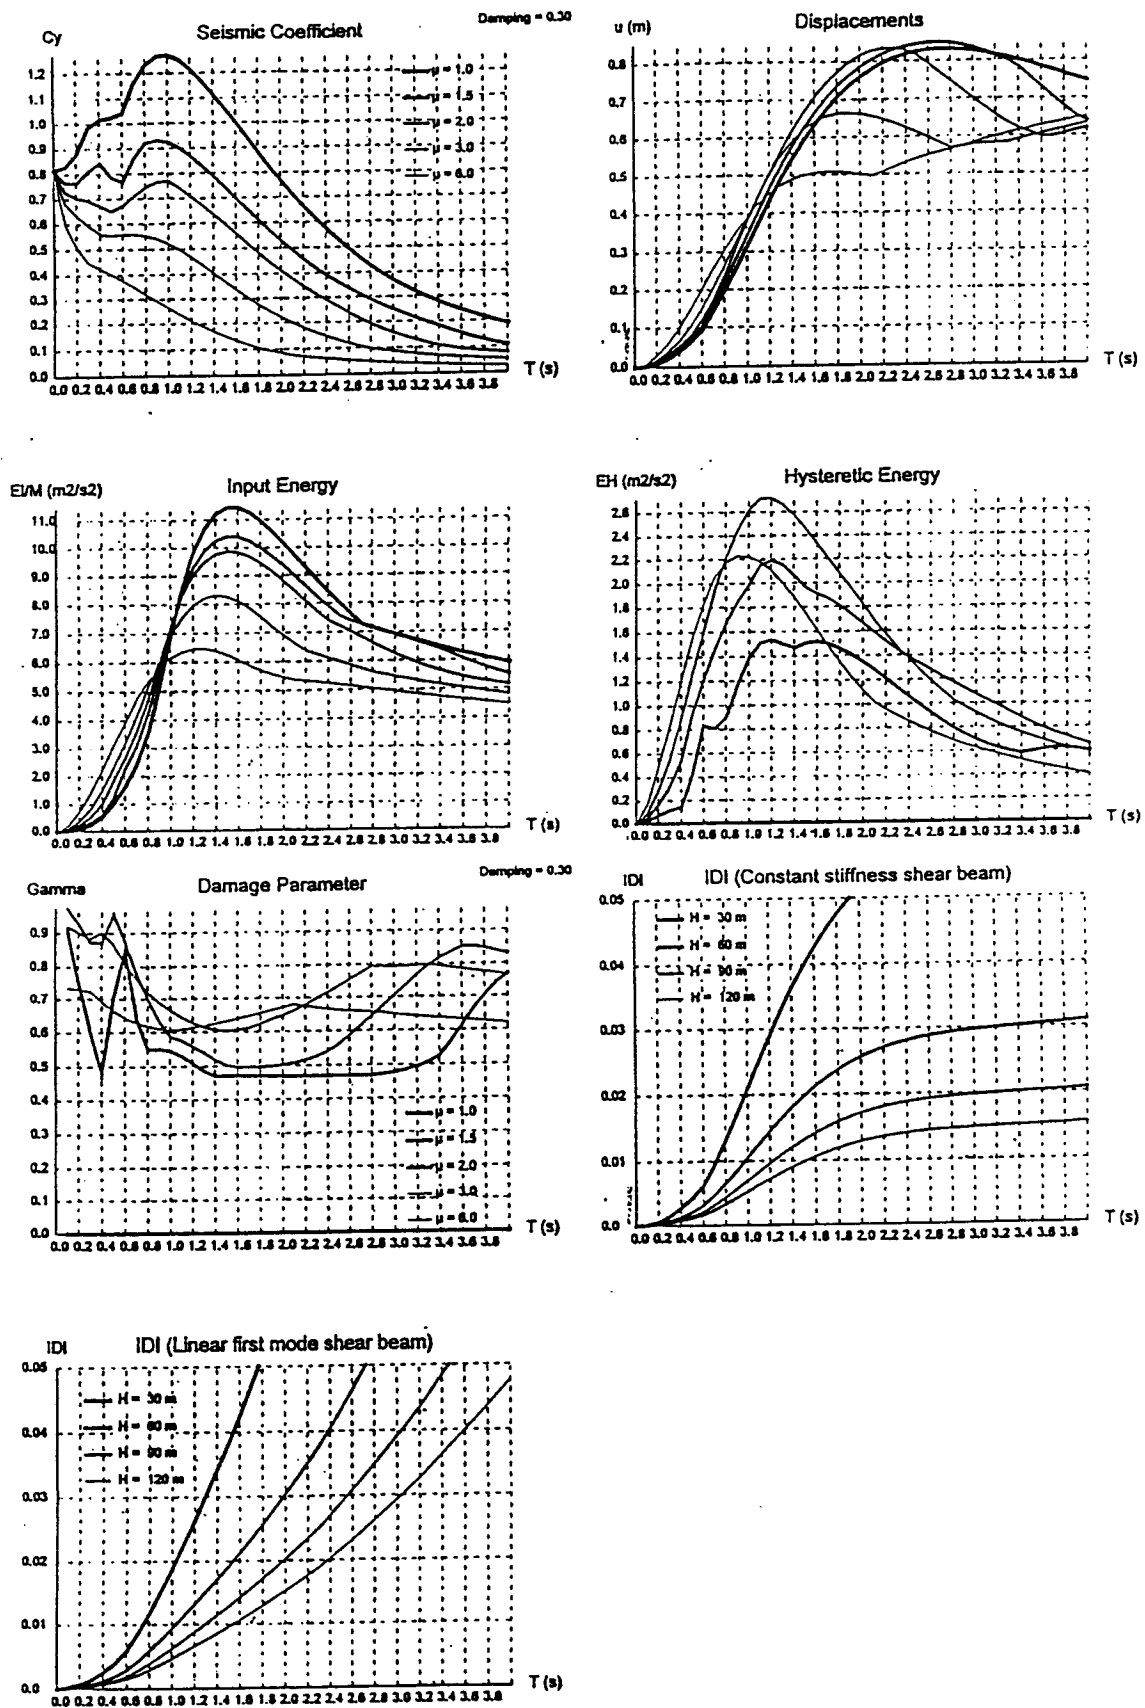 Damping = 0.30
Cy
Seismic Coefficient
1.2
1.1
1.0
0.9
0.8
0.7
0.6
0.5
0.4
0.3
0.2
0.1
0.0
μ = 1.0
μ = 1.5
μ = 2.0
μ = 3.0
μ = 6.0
T (s)
0.0 0.2 0.4 0.6 0.8 1.0 1.2 1.4 1.6 1.8 2.0 2.2 2.4 2.6 2.8 3.0 3.2 3.4 3.6 3.8
u (m)
Displacements
0.8
0.7
0.6
0.5
0.4
0.3
0.2
0.1
0.0
T (s)
0.0 0.2 0.4 0.6 0.8 1.0 1.2 1.4 1.6 1.8 2.0 2.2 2.4 2.6 2.8 3.0 3.2 3.4 3.6 3.8
EI/M (m2/s2)
Input Energy
11.0
10.0
9.0
8.0
7.0
6.0
5.0
4.0
3.0
2.0
1.0
0.0
T (s)
0.0 0.2 0.4 0.6 0.8 1.0 1.2 1.4 1.6 1.8 2.0 2.2 2.4 2.6 2.8 3.0 3.2 3.4 3.6 3.8
EH (m2/s2)
Hysteretic Energy
2.6
2.4
2.2
2.0
1.8
1.6
1.4
1.2
1.0
0.8
0.6
0.4
0.2
0.0
T (s)
0.0 0.2 0.4 0.6 0.8 1.0 1.2 1.4 1.6 1.8 2.0 2.2 2.4 2.6 2.8 3.0 3.2 3.4 3.6 3.8
Damping = 0.30
Gamma
Damage Parameter
0.9
0.8
0.7
0.6
0.5
0.4
0.3
0.2
0.1
0.0
μ = 1.0
μ = 1.5
μ = 2.0
μ = 3.0
μ = 6.0
T (s)
0.0 0.2 0.4 0.6 0.8 1.0 1.2 1.4 1.6 1.8 2.0 2.2 2.4 2.6 2.8 3.0 3.2 3.4 3.6 3.8
IDI
IDI (Constant stiffness shear beam)
0.05
0.04
0.03
0.02
0.01
0.0
H = 30 m
H = 60 m
H = 90 m
H = 120 m
T (s)
0.0 0.2 0.4 0.6 0.8 1.0 1.2 1.4 1.6 1.8 2.0 2.2 2.4 2.6 2.8 3.0 3.2 3.4 3.6 3.8
IDI
IDI (Linear first mode shear beam)
0.05
0.04
0.03
0.02
0.01
0.0
H = 30 m
H = 60 m
H = 90 m
H = 120 m
T (s)
0.0 0.2 0.4 0.6 0.8 1.0 1.2 1.4 1.6 1.8 2.0 2.2 2.4 2.6 2.8 3.0 3.2 3.4 3.6 3.8